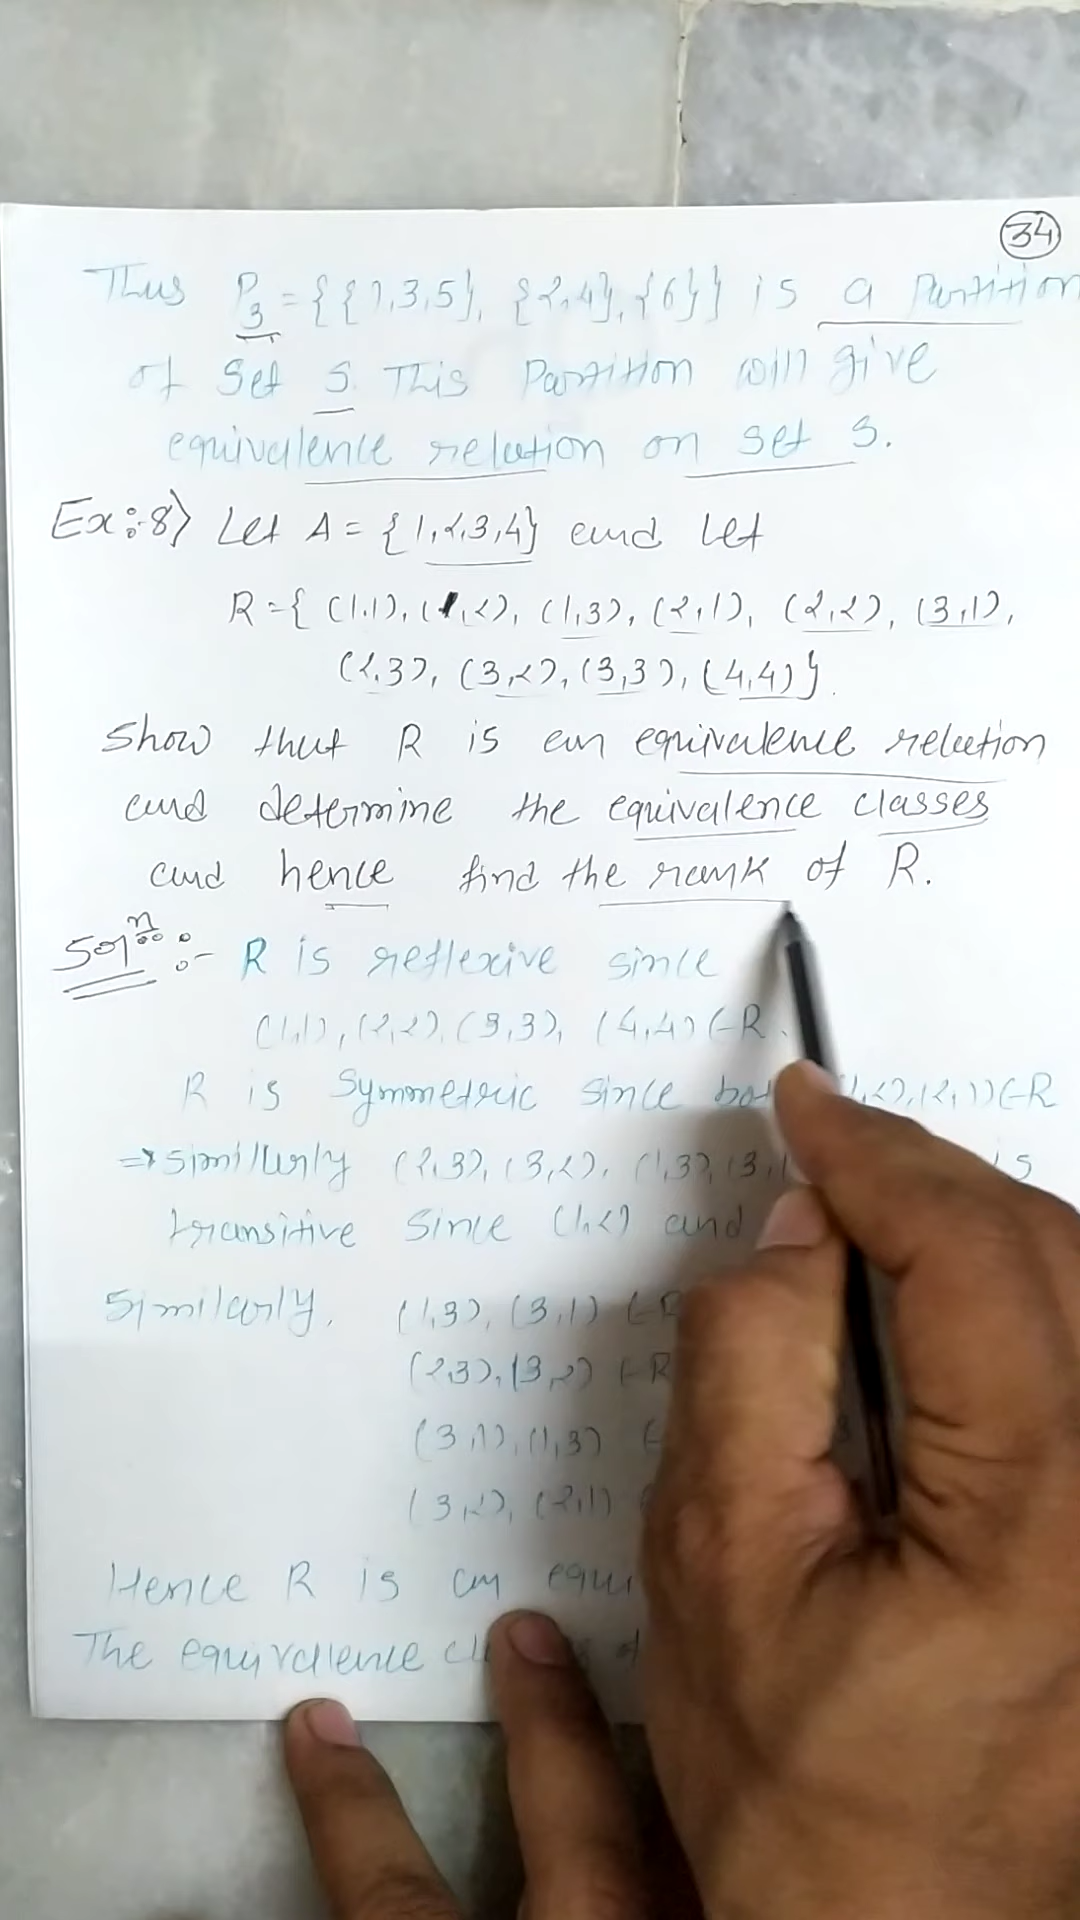 34
Thus P3 = {{1,3,5}, {2,4}, {6}} is a Partition
of Set S. This Partition will give
equivalence relation on set S.
Ex:-8) Let A = {1,2,3,4} and Let
R = { (1,1), (1,2), (1,3), (2,1), (2,2), (3,1),
(2,3), (3,2), (3,3), (4,4) }.
Show that R is an equivalence relation
and determine the equivalence classes
and hence find the rank of R.
Solⁿ :- R is reflexive since
(1,1), (2,2), (3,3), (4,4) ∈ R.
R is Symmetric since (2,1) ∈ R
⇒ similarly (2,3), (3,2), (1,3), is
transitive since (1,2) and
Similarly, (1,3), (3,1) ∈
(2,3), (3,2) ∈ R
(3,1), (1,3) ∈
(3,2), (2,1)
Hence R is an
The equivalence